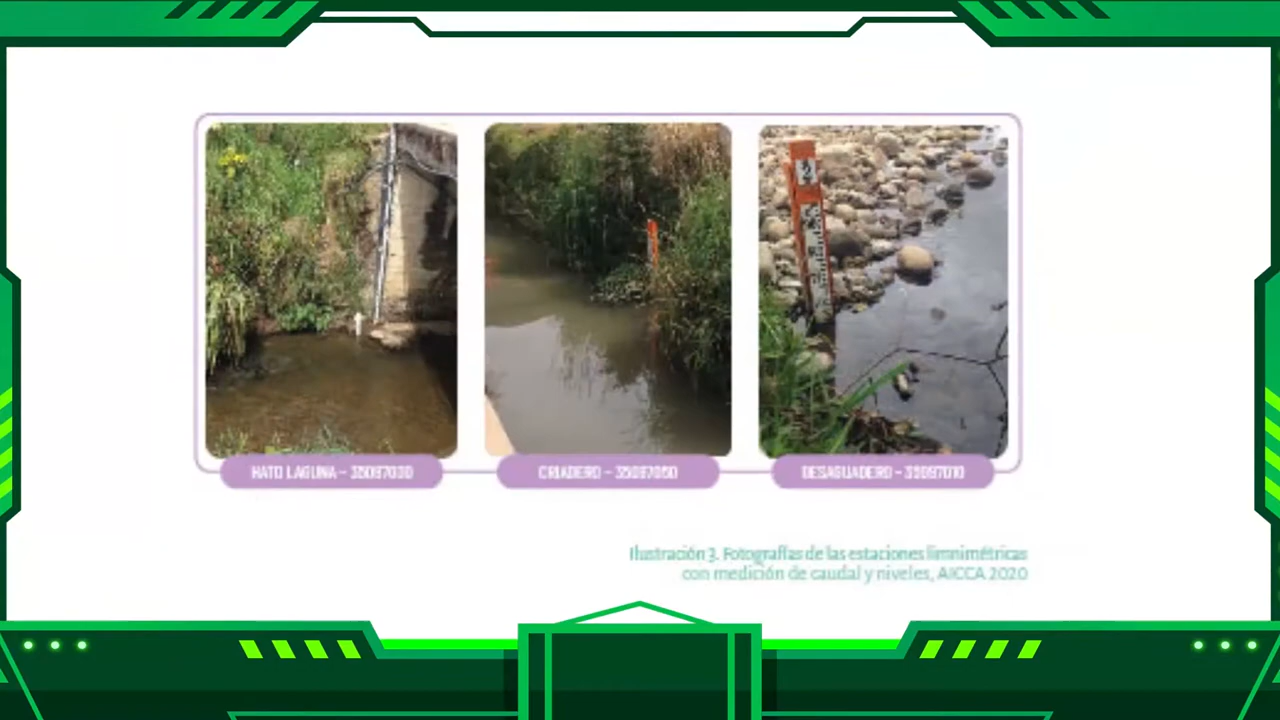 HATO LAGUNA - 35097030
CRIADERO - 35097050
DESAGUADERO - 35097010
Ilustración 3. Fotografías de las estaciones limnimétricas
con medición de caudal y niveles, AICCA 2020